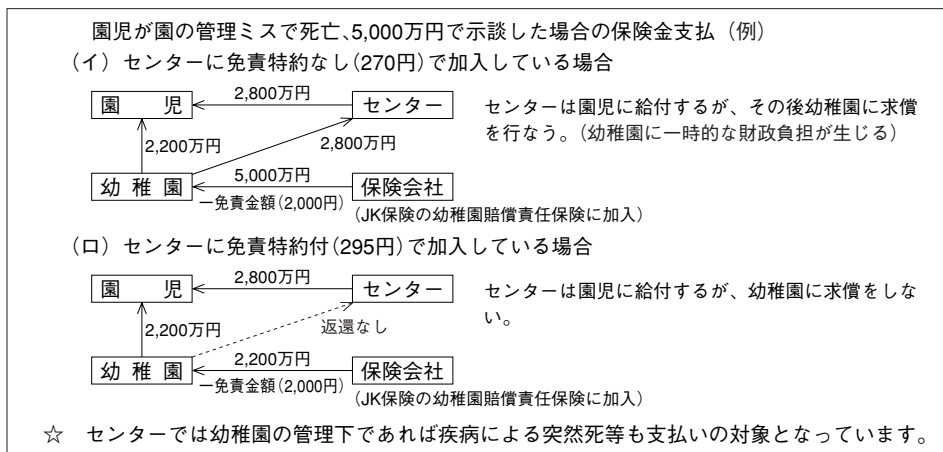 園児が園の管理ミスで死亡、5,000万円で示談した場合の保険金支払（例）
（イ）センターに免責特約なし（270円）で加入している場合
園　児
2,800万円
センター
センターは園児に給付するが、その後幼稚園に求償
を行なう。（幼稚園に一時的な財政負担が生じる）
2,200万円
2,800万円
幼稚園
5,000万円
保険会社
－免責金額（2,000円）
（JK保険の幼稚園賠償責任保険に加入）
（ロ）センターに免責特約付（295円）で加入している場合
園　児
2,800万円
センター
センターは園児に給付するが、幼稚園に求償をしな
い。
2,200万円
返還なし
幼稚園
2,200万円
保険会社
－免責金額（2,000円）
（JK保険の幼稚園賠償責任保険に加入）
☆　センターでは幼稚園の管理下であれば疾病による突然死等も支払いの対象となっています。